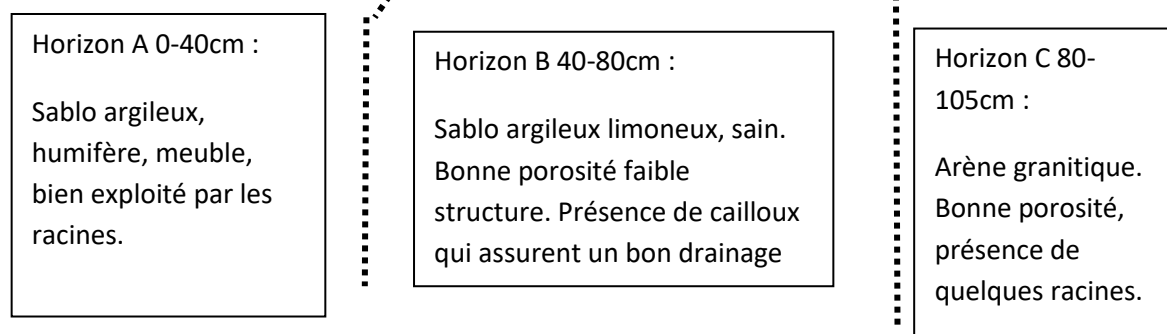 Horizon A 0-40cm :
Sablo argileux,
humifère, meuble,
bien exploité par les
racines.
Horizon B 40-80cm :
Sablo argileux limoneux, sain.
Bonne porosité faible
structure. Présence de cailloux
qui assurent un bon drainage
Horizon C 80-
105cm :
Arène granitique.
Bonne porosité,
présence de
quelques racines.